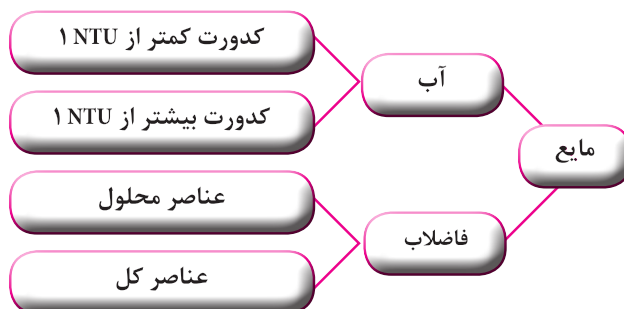 مایع
آب
کدورت کمتر از ۱ NTU
کدورت بیشتر از ۱ NTU
فاضلاب
عناصر محلول
عناصر کل